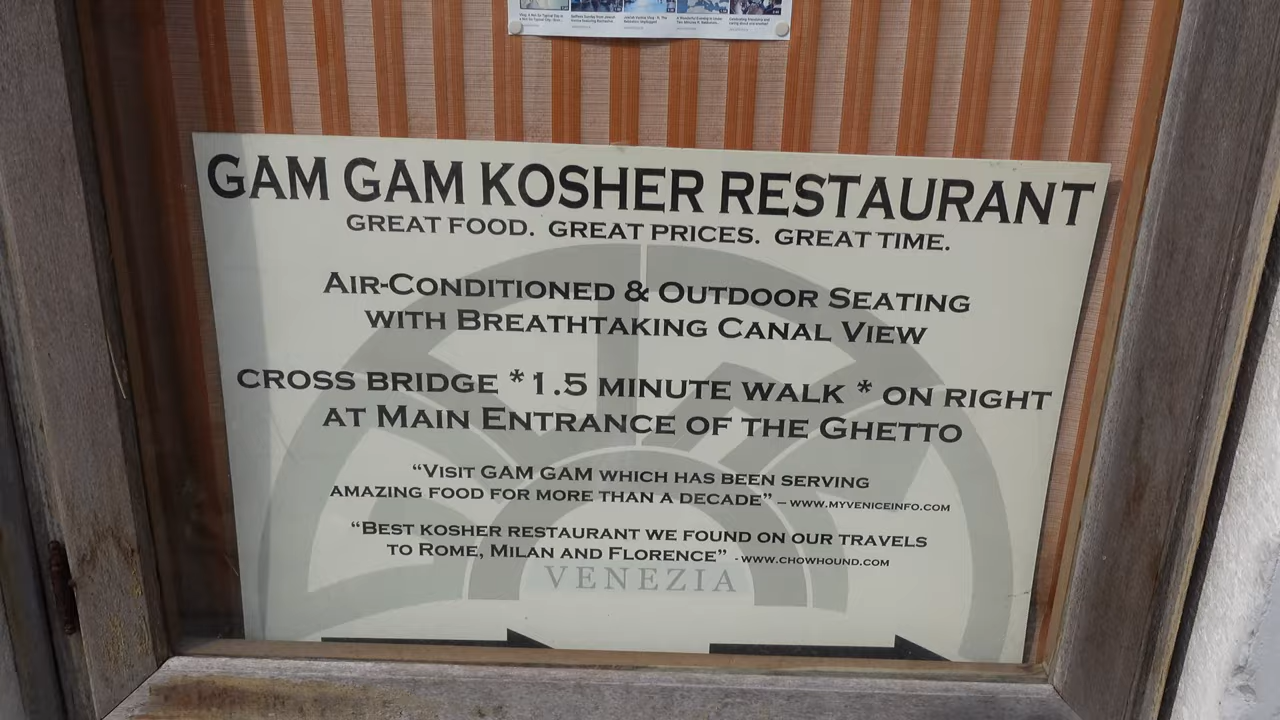 GAM GAM KOSHER RESTAURANT
GREAT FOOD. GREAT PRICES. GREAT TIME.
AIR-CONDITIONED & OUTDOOR SEATING
WITH BREATHTAKING CANAL VIEW
CROSS BRIDGE *1.5 MINUTE WALK * ON RIGHT
AT MAIN ENTRANCE OF THE GHETTO
"VISIT GAM GAM WHICH HAS BEEN SERVING
AMAZING FOOD FOR MORE THAN A DECADE" – WWW.MYVENICEINFO.COM
"BEST KOSHER RESTAURANT WE FOUND ON OUR TRAVELS
TO ROME, MILAN AND FLORENCE" -WWW.CHOWHOUND.COM
VENEZIA